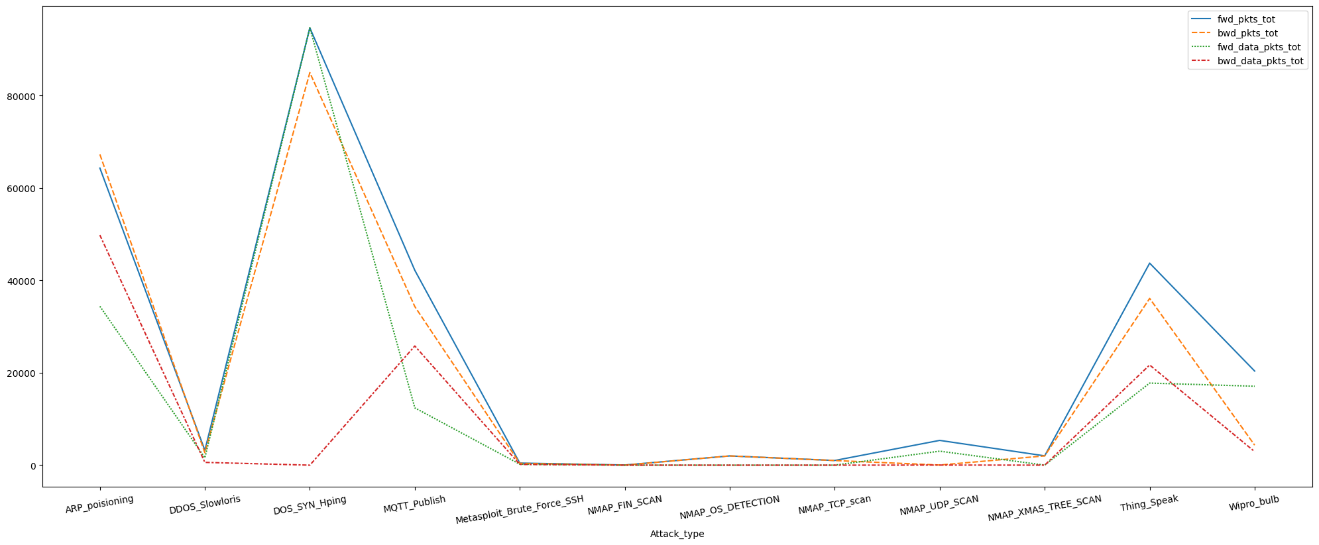 fwd_pkts_tot
bwd_pkts_tot
fwd_data_pkts_tot
bwd_data_pkts_tot
80000
60000
40000
20000
0
ARP_poisioning
DDOS_Slowloris
DOS_SYN_Hping
MQTT_Publish
Metasploit_Brute_Force_SSH
NMAP_FIN_SCAN
NMAP_OS_DETECTION
NMAP_TCP_scan
NMAP_UDP_SCAN
NMAP_XMAS_TREE_SCAN
Thing_Speak
Wipro_bulb
Attack_type